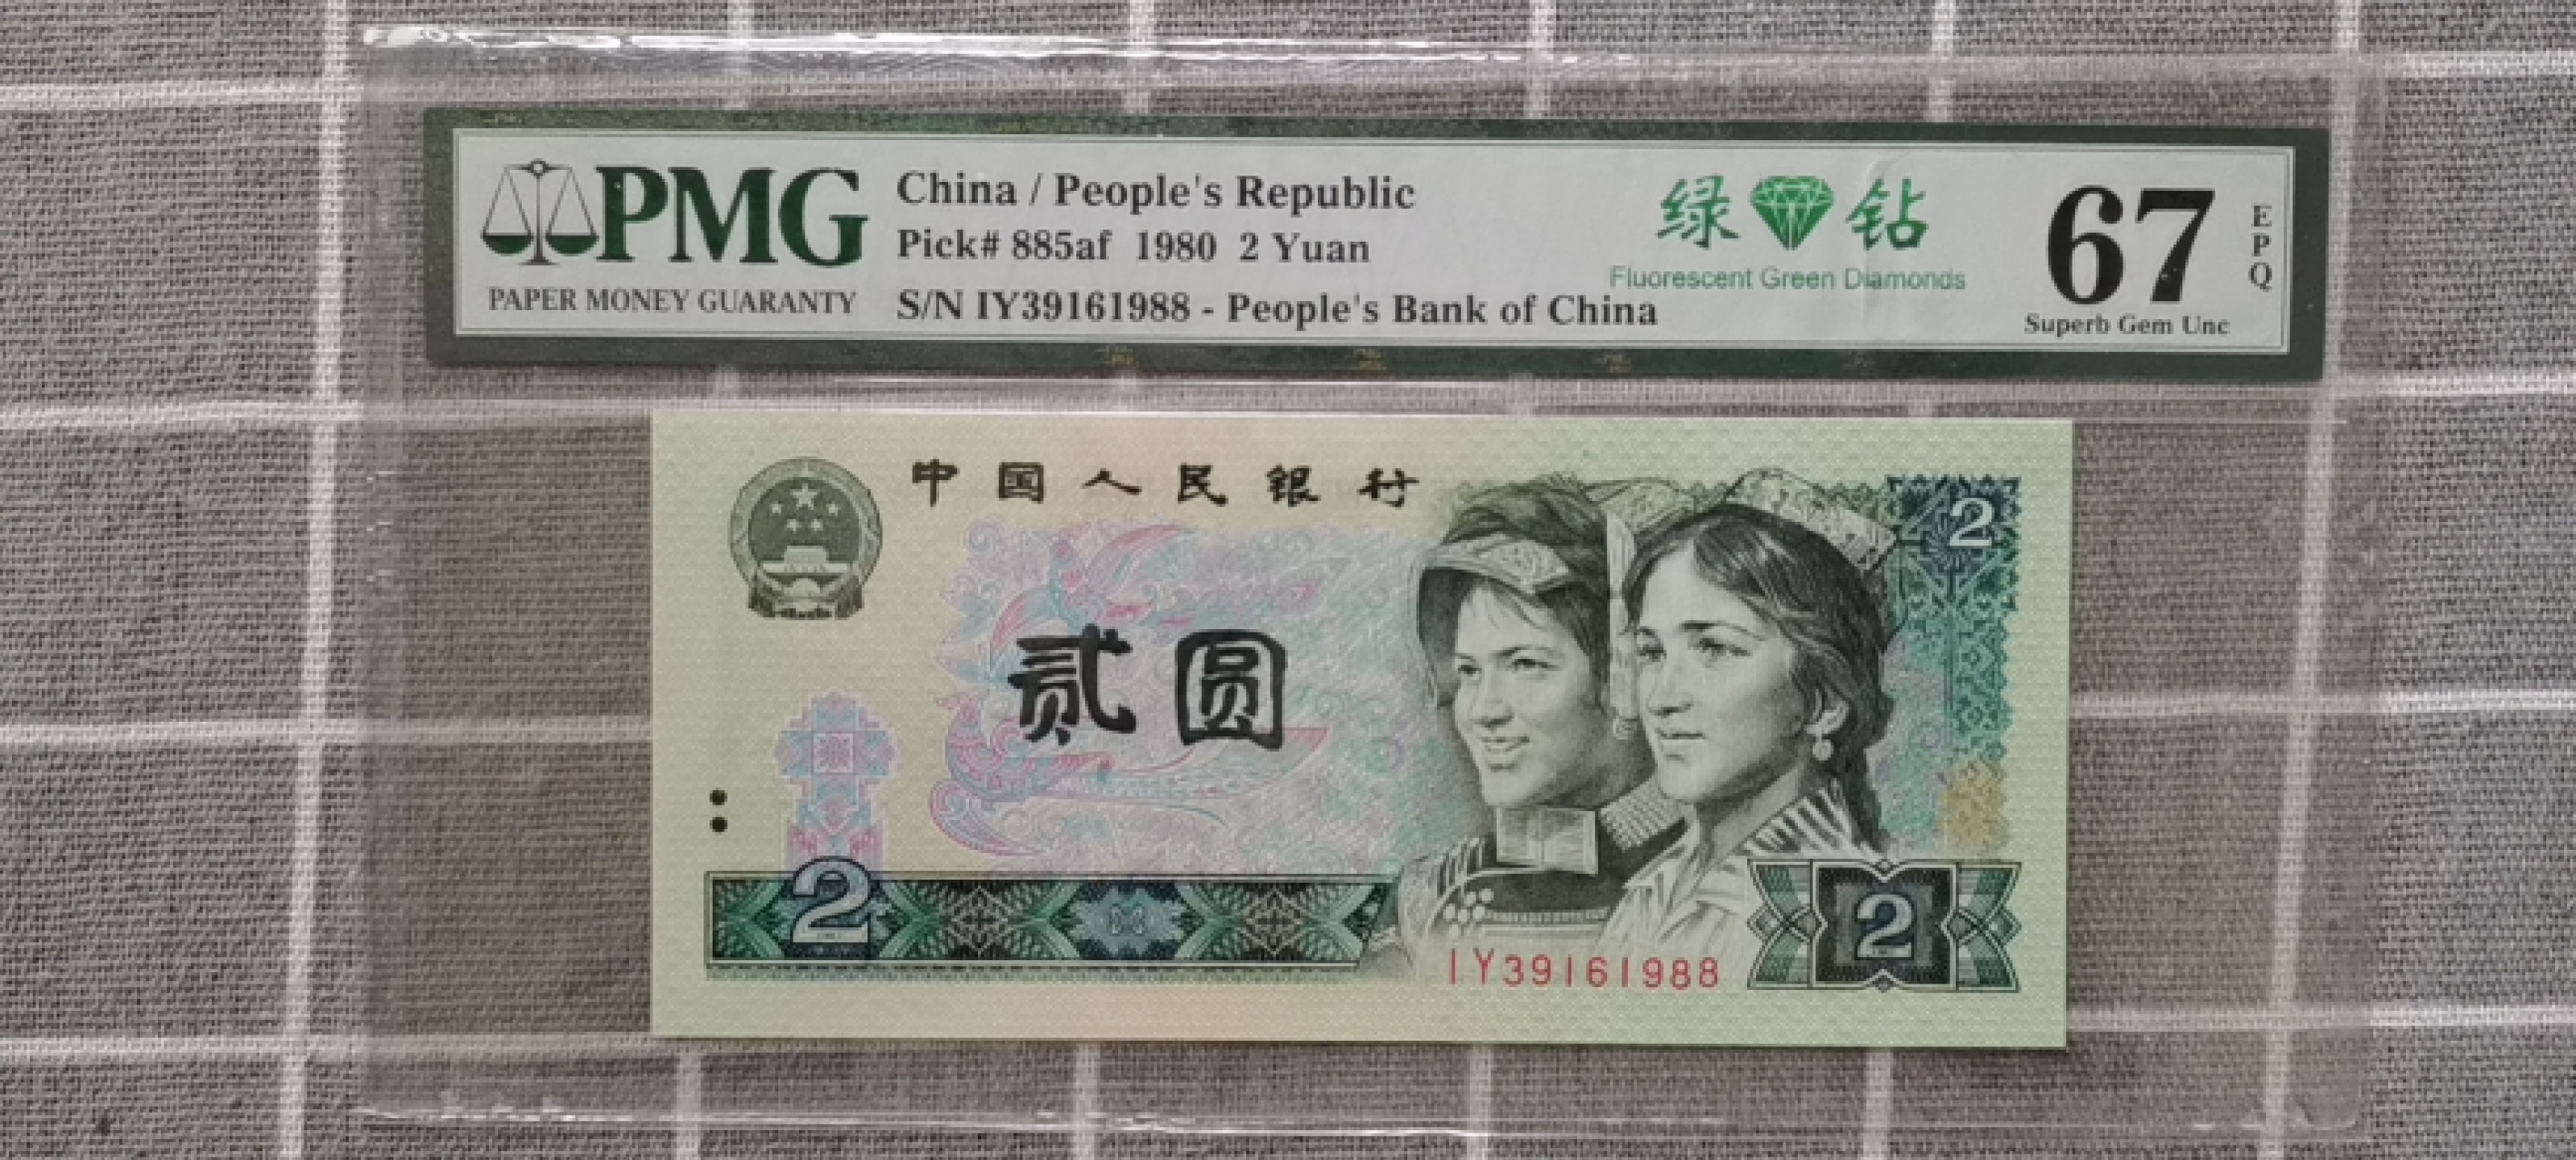 PMG
PAPER MONEY GUARANTY
China / People's Republic
Pick# 885af 1980 2 Yuan
S/N IY39161988 - People's Bank of China
绿钻
Fluorescent Green Diamonds
67
EPQ
Superb Gem Unc
中国人民银行
2
贰圆
2
IY39161988
2